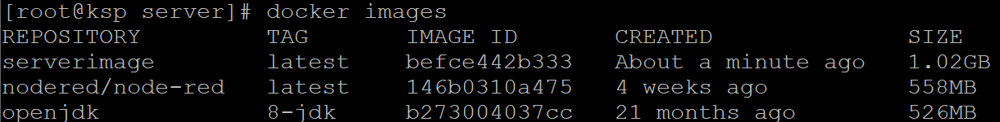 [root@ksp server]# docker images
REPOSITORY TAG IMAGE ID CREATED SIZE
serverimage latest befce442b333 About a minute ago 1.02GB
nodered/node-red latest 146b0310a475 4 weeks ago 558MB
openjdk 8-jdk b273004037cc 21 months ago 526MB